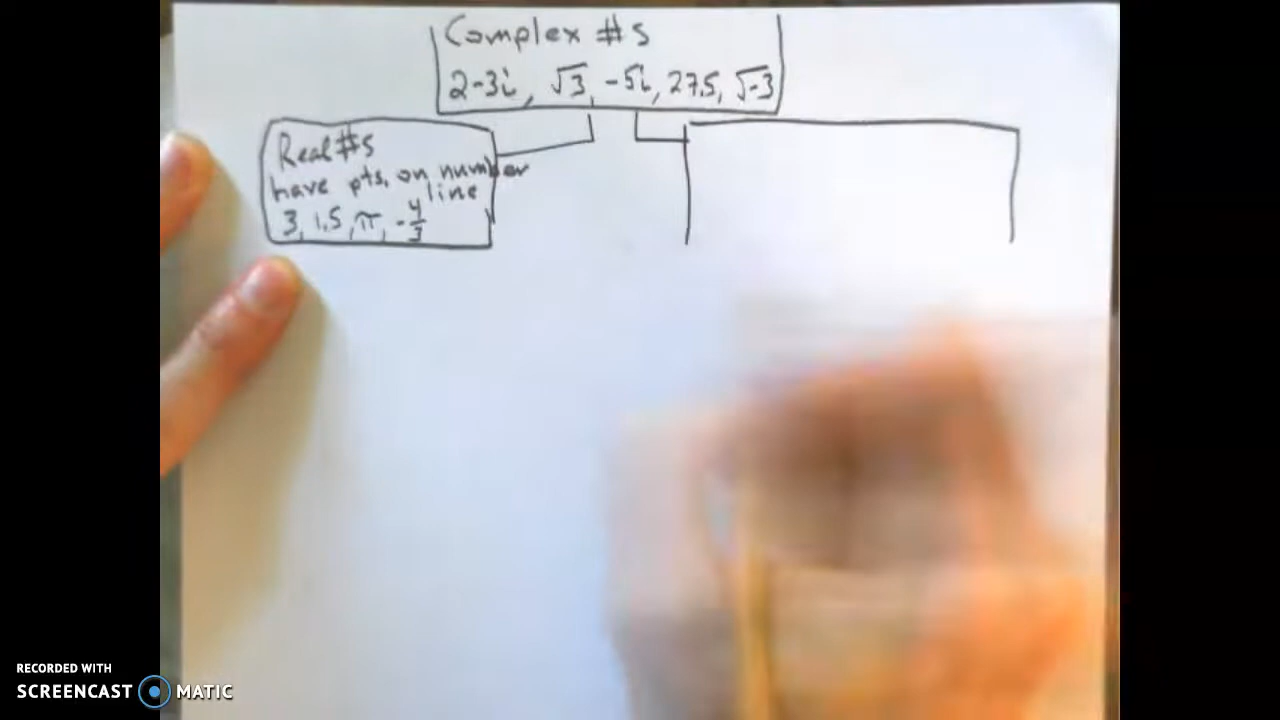 Complex #s
2-3i, √3, -5i, 27.5, √-3
Real #s
have pts. on number
line
3, 1.5, π, -4/3
RECORDED WITH
SCREENCAST MATIC